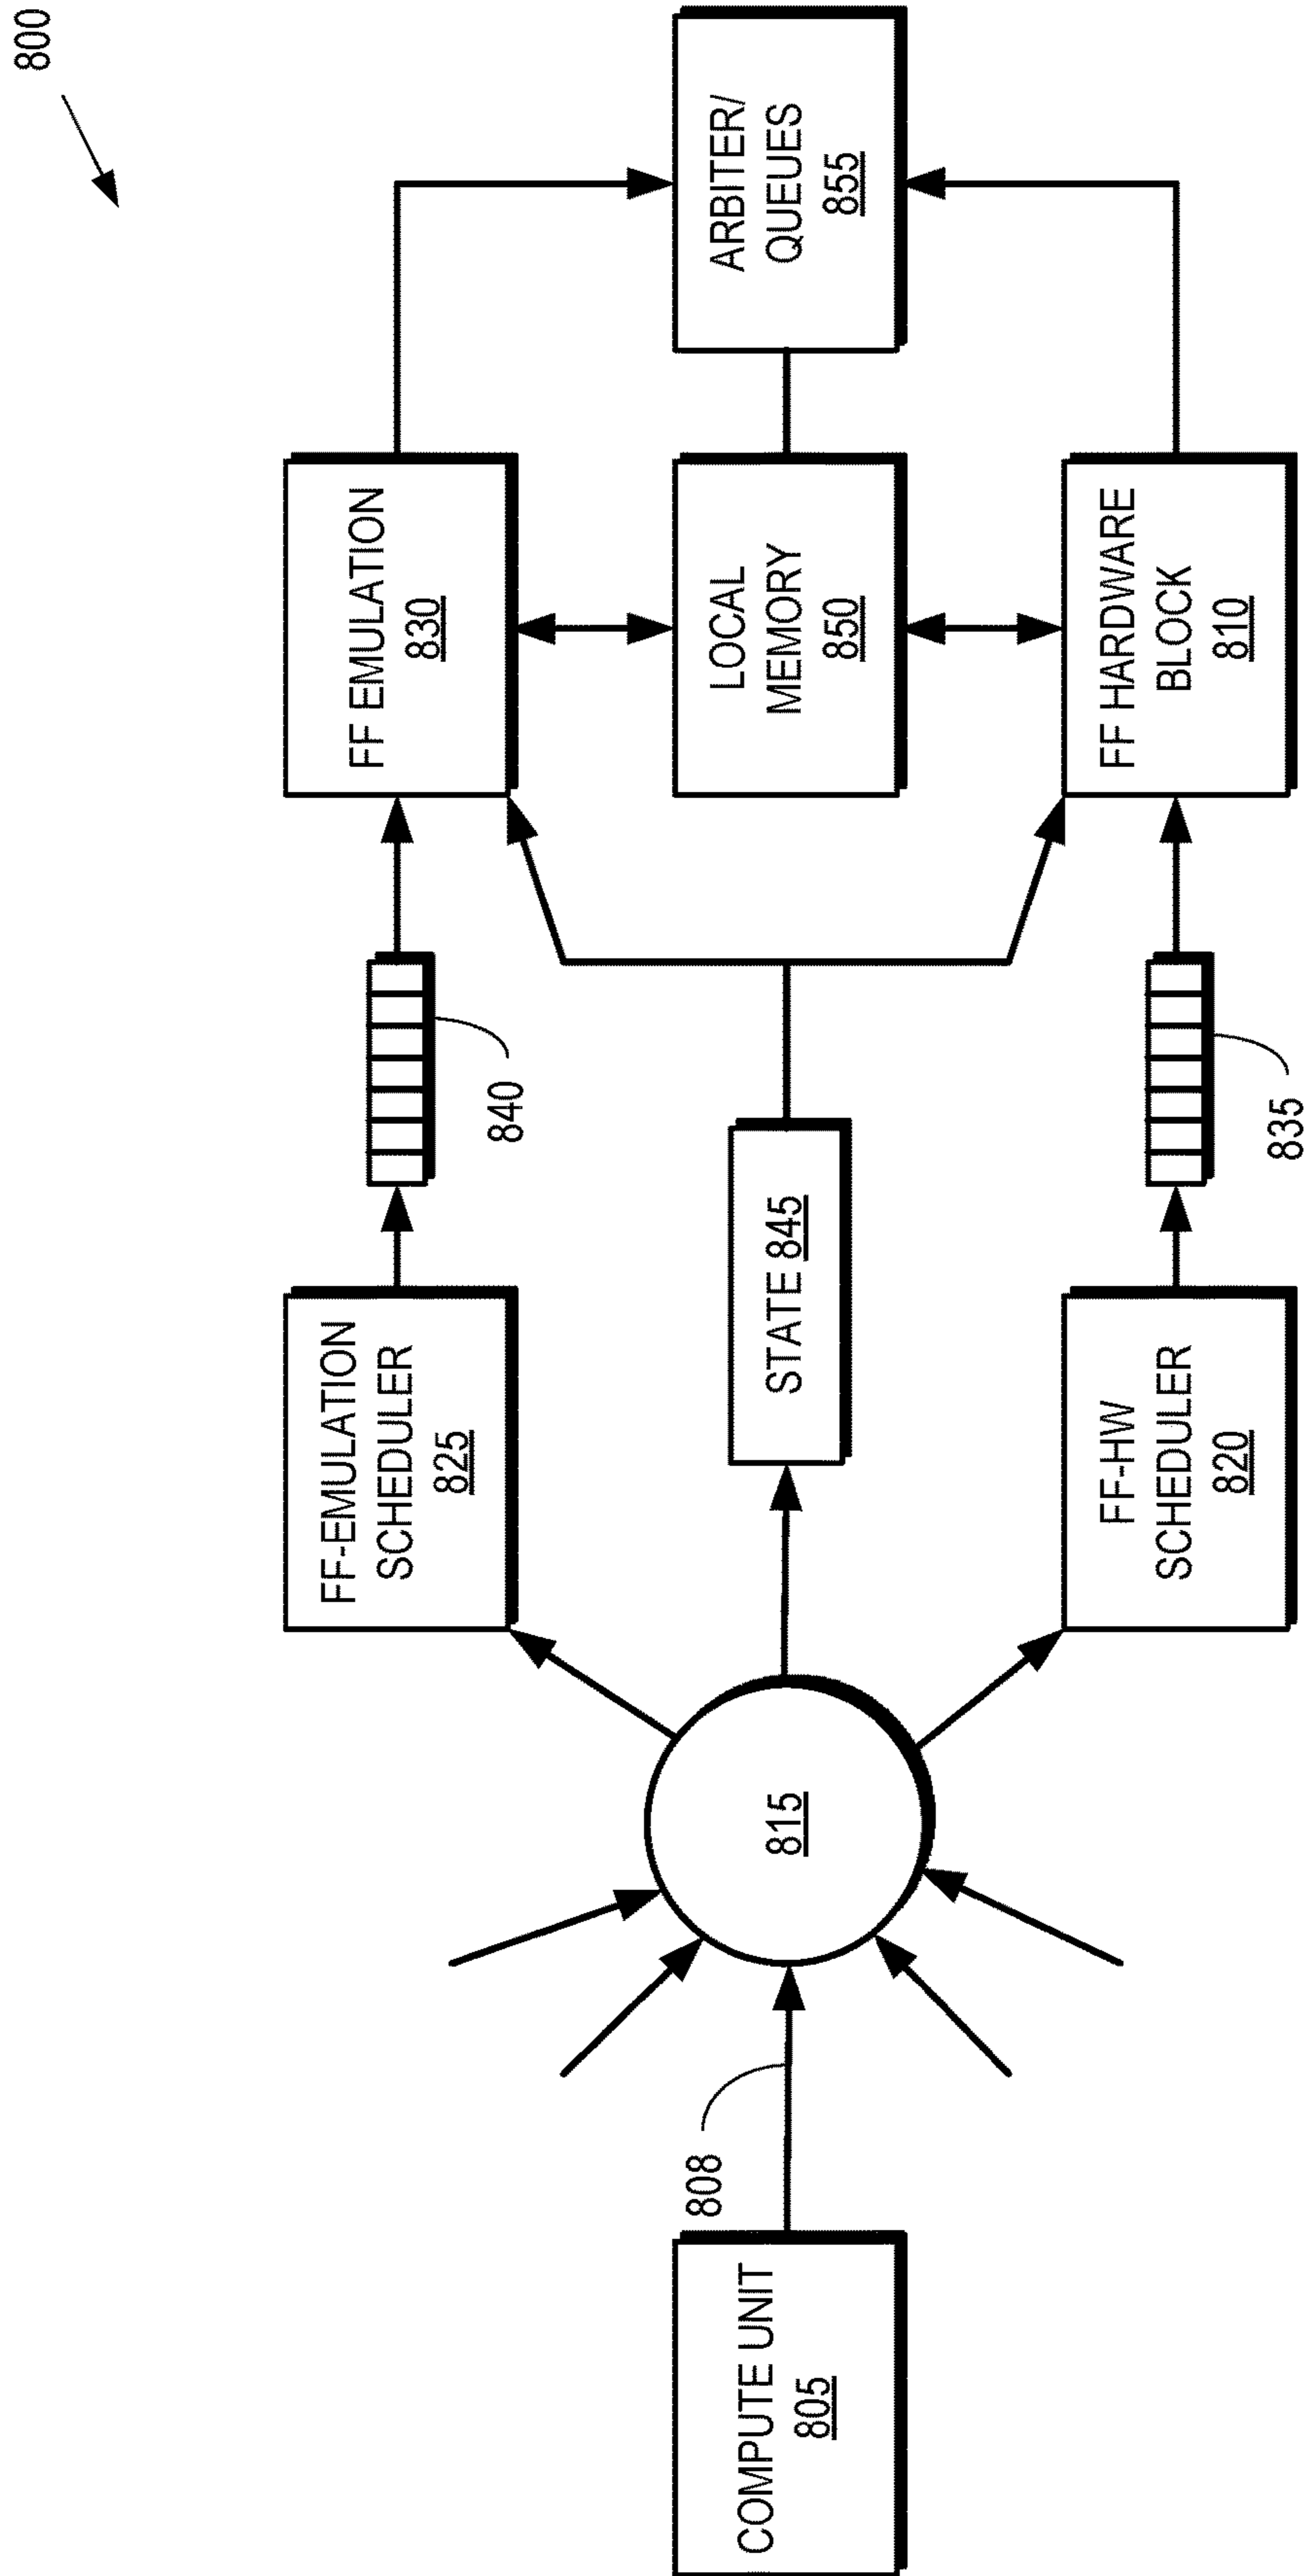 800
FF-EMULATION
SCHEDULER
825
840
FF EMULATION
830
COMPUTE UNIT
805
808
815
STATE 845
LOCAL
MEMORY
850
ARBITER/
QUEUES
855
FF-HW
SCHEDULER
820
835
FF HARDWARE
BLOCK
810